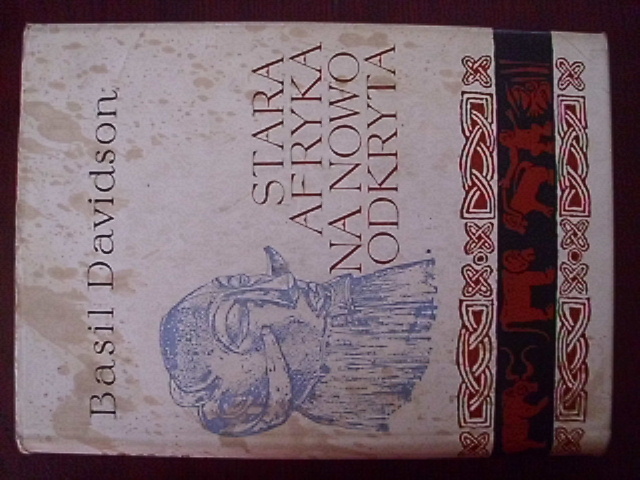 Basil Davidson
STARA
AFRYKA
NA NOWO
ODKRYTA